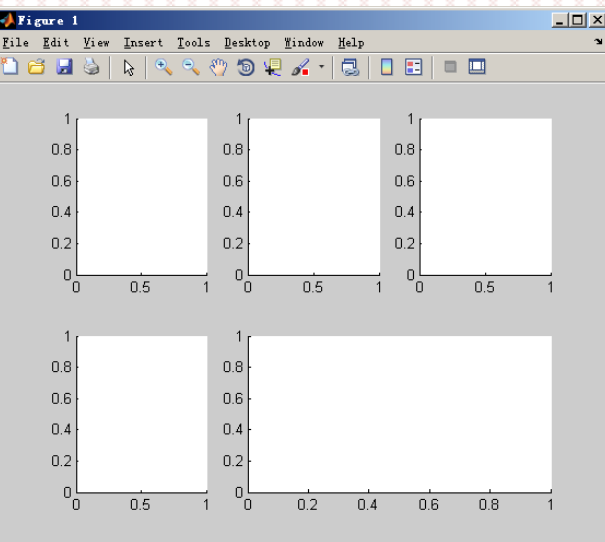 Figure 1
File Edit View Insert Tools Desktop Window Help
1 1 1
0.8 0.8 0.8
0.6 0.6 0.6
0.4 0.4 0.4
0.2 0.2 0.2
0 0 0
0 0.5 1 0 0.5 1 0 0.5 1
1 1
0.8 0.8
0.6 0.6
0.4 0.4
0.2 0.2
0 0
0 0.5 1 0 0.2 0.4 0.6 0.8 1